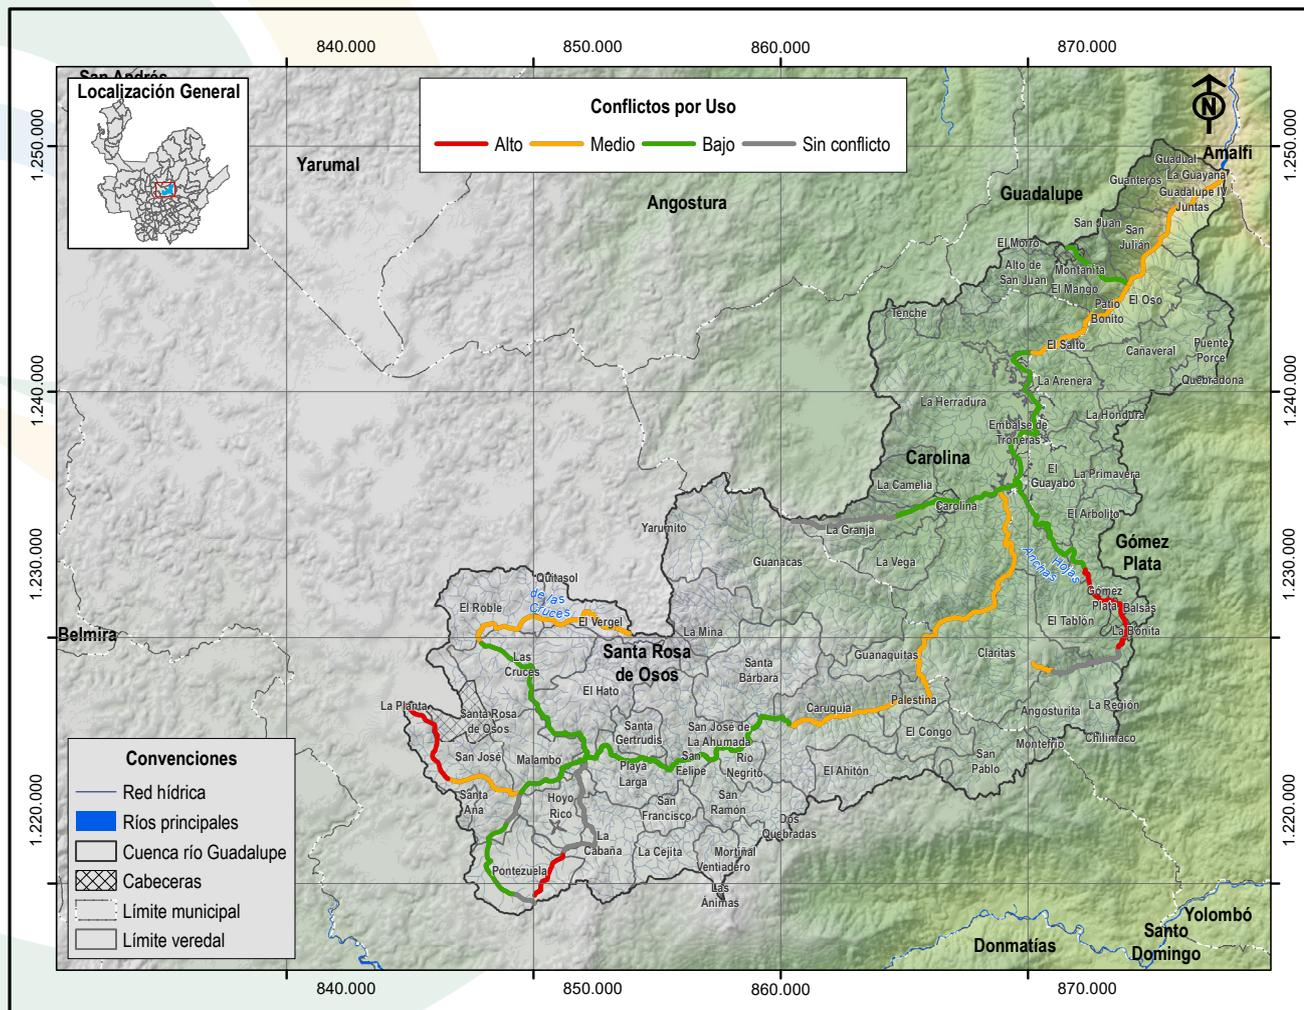 840.000
850.000
860.000
870.000
San Andrés
Localización General
Conflictos por Uso
Alto
Medio
Bajo
Sin conflicto
N
1.250.000
1.250.000
Yarumal
Angostura
Guadalupe
Amalfi
Guadual
La Guayana
Guanteros
Guadalupe IV
Juntas
San Juan
San
Julián
El Morro
Alto de
San Juan
Montañita
El Mango
Patio
Bonito
El Oso
Tenche
El Salto
Cañaveral
Puente
Porce
Quebradona
La Arenera
1.240.000
1.240.000
La Herradura
La Hondura
Embalse de
Troneras
Carolina
El
Guayabo
La Primavera
La Camelia
Carolina
El Arbolito
Yarumito
La Granja
Guanacas
La Vega
Hojas
Anchas
Gómez
Plata
1.230.000
1.230.000
Quitasol
de las
Cruces
El Roble
El Vergel
Gómez
Plata
Balsas
El Tablón
La Bonita
Belmira
La Mina
Santa Rosa
de Osos
Las
Cruces
Santa
Bárbara
Guanaquitas
Claritas
El Hato
La Planta
Santa Rosa
de Osos
Caruquia
Palestina
Angosturita
La Región
Santa
Gertrudis
San José de
La Ahumada
El Congo
Montefrío
Chilimaco
San José
Malambo
Playa
Larga
San
Felipe
Río
Negrito
El Ahitón
San
Pablo
Santa
Ana
Hoyo
Rico
San
Francisco
San
Ramón
Dos
Quebradas
1.220.000
1.220.000
La
Cabaña
La Cejita
Mortiñal
Ventiadero
Pontezuela
Las
Ánimas
Donmatías
Santo
Domingo
Yolombó
Convenciones
Red hídrica
Ríos principales
Cuenca río Guadalupe
Cabeceras
Límite municipal
Límite veredal
840.000
850.000
860.000
870.000